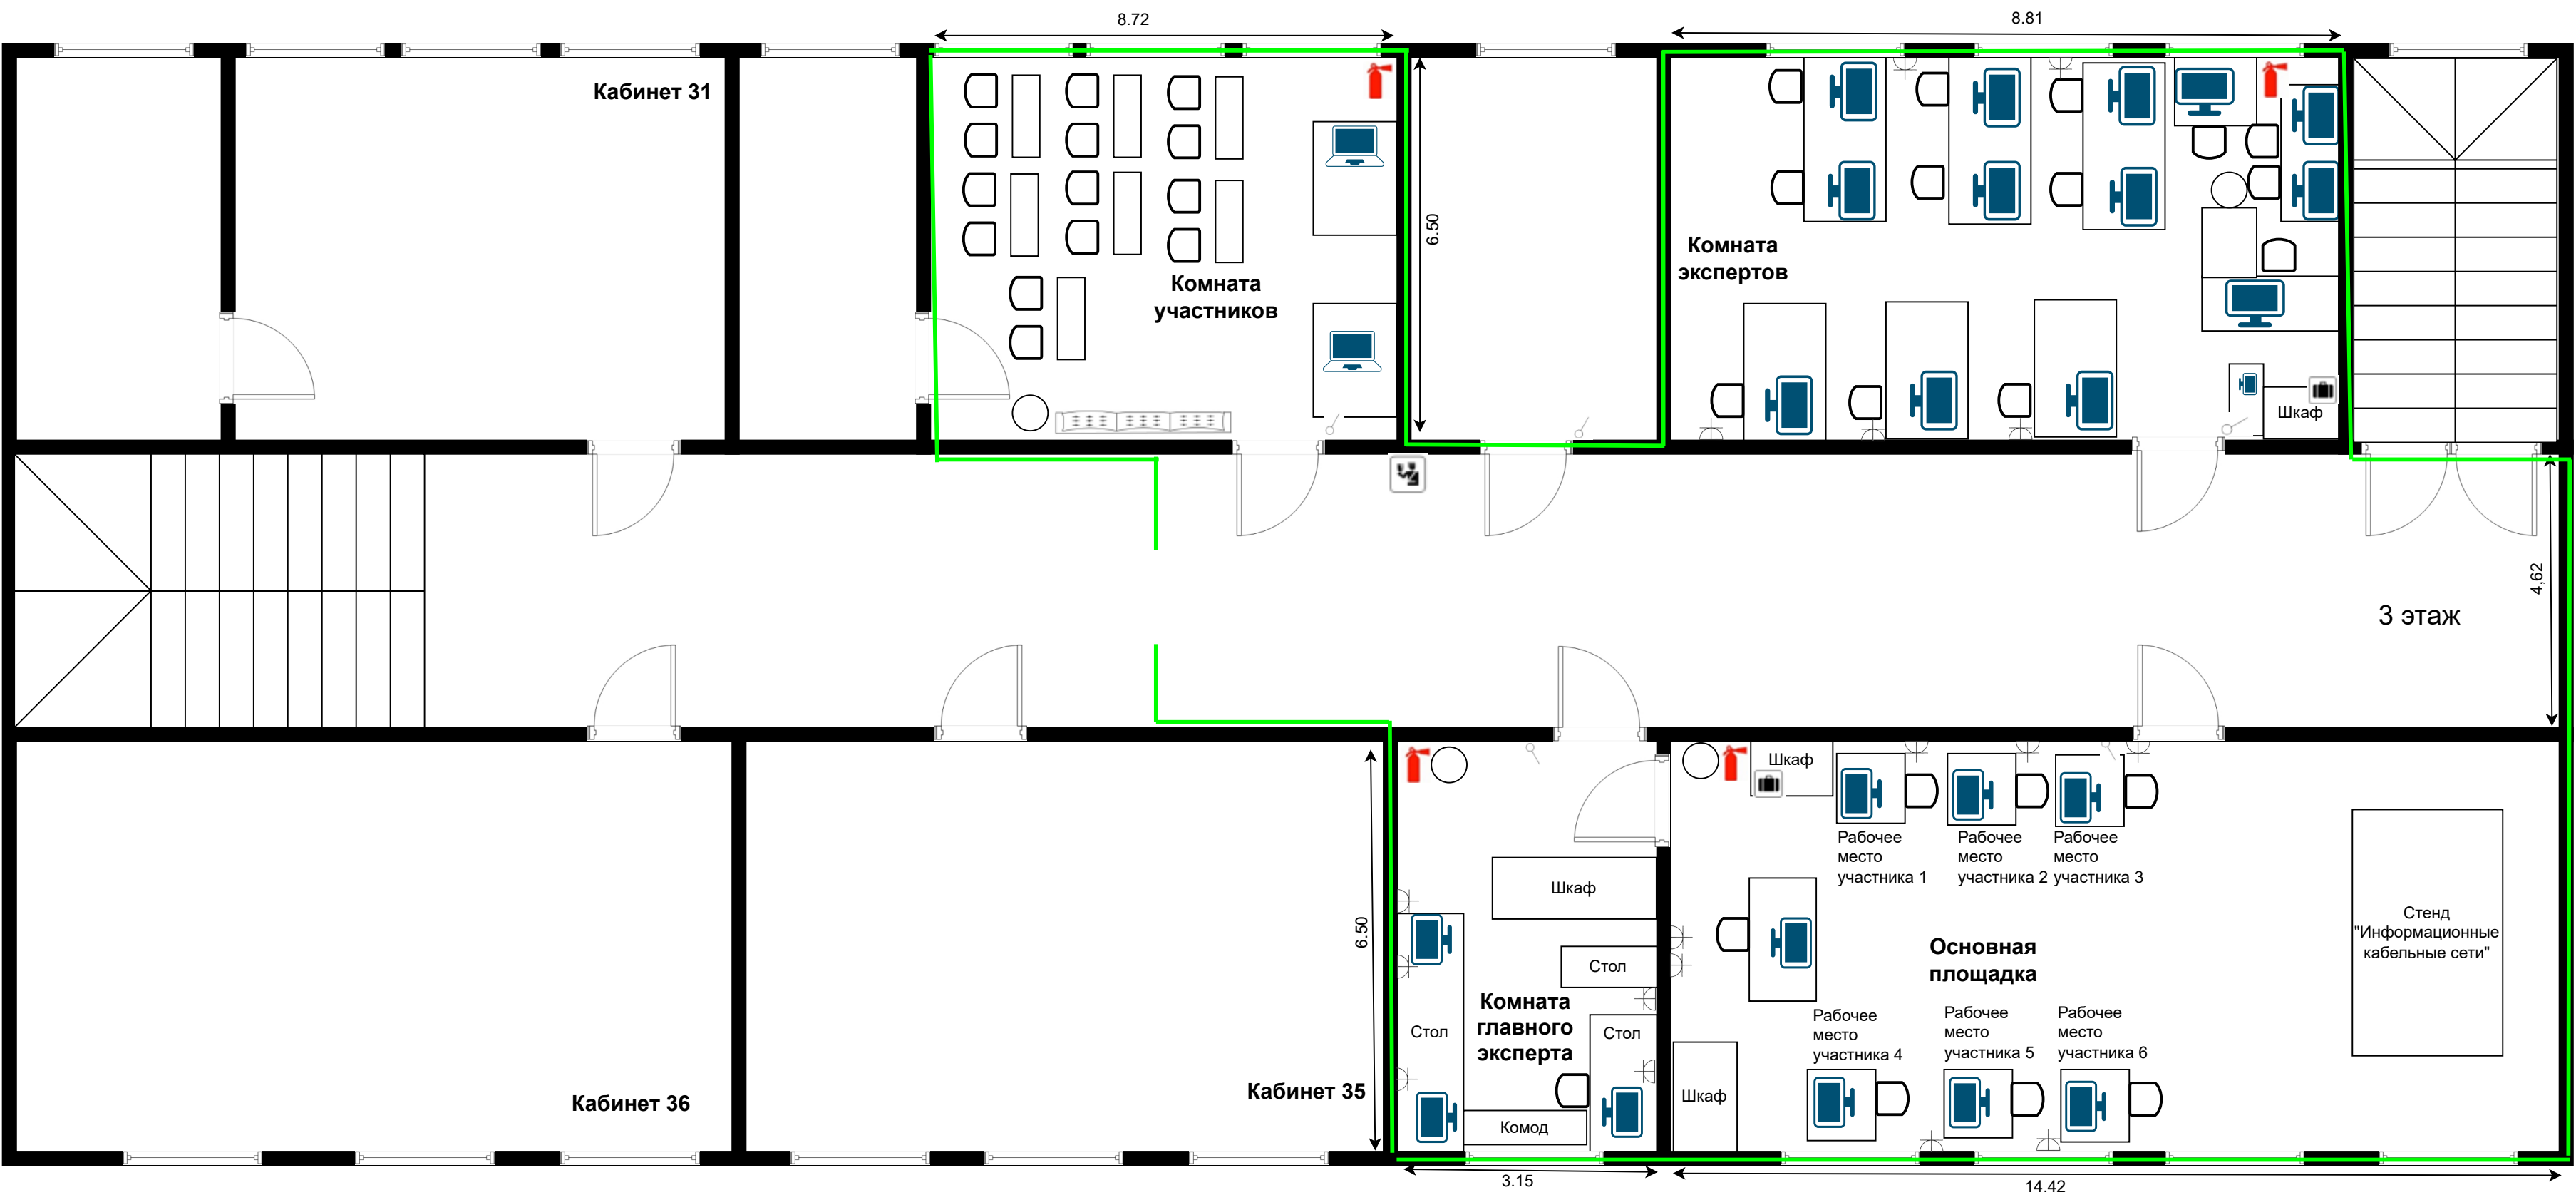 8.72
8.81
Кабинет 31
6.50
Комната
экспертов
Комната
участников
Шкаф
4,62
3 этаж
Шкаф
Рабочее
место
участника 1
Рабочее
место
участника 2
Рабочее
место
участника 3
Шкаф
6.50
Стол
Основная
площадка
Стенд
"Информационные
кабельные сети"
Комната
главного
эксперта
Стол
Стол
Рабочее
место
участника 4
Рабочее
место
участника 5
Рабочее
место
участника 6
Кабинет 36
Кабинет 35
Шкаф
Комод
3.15
14.42